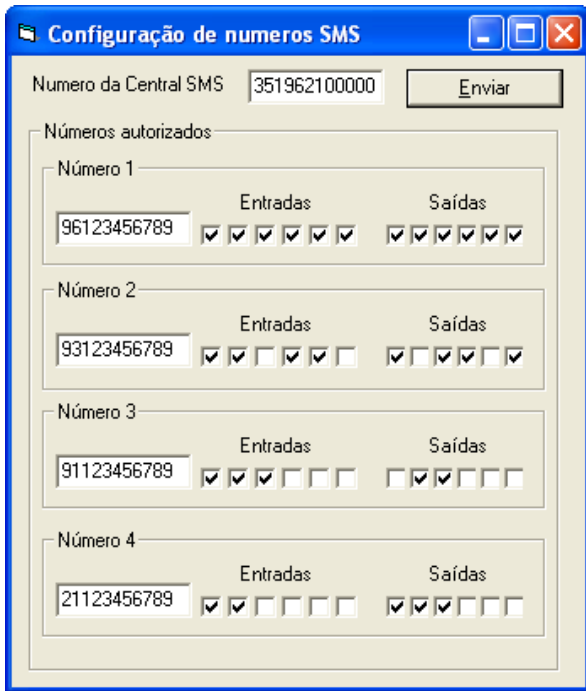 Configuração de numeros SMS
Numero da Central SMS 351962100000 Enviar
Números autorizados
Número 1
Entradas Saídas
96123456789
Número 2
Entradas Saídas
93123456789
Número 3
Entradas Saídas
91123456789
Número 4
Entradas Saídas
21123456789